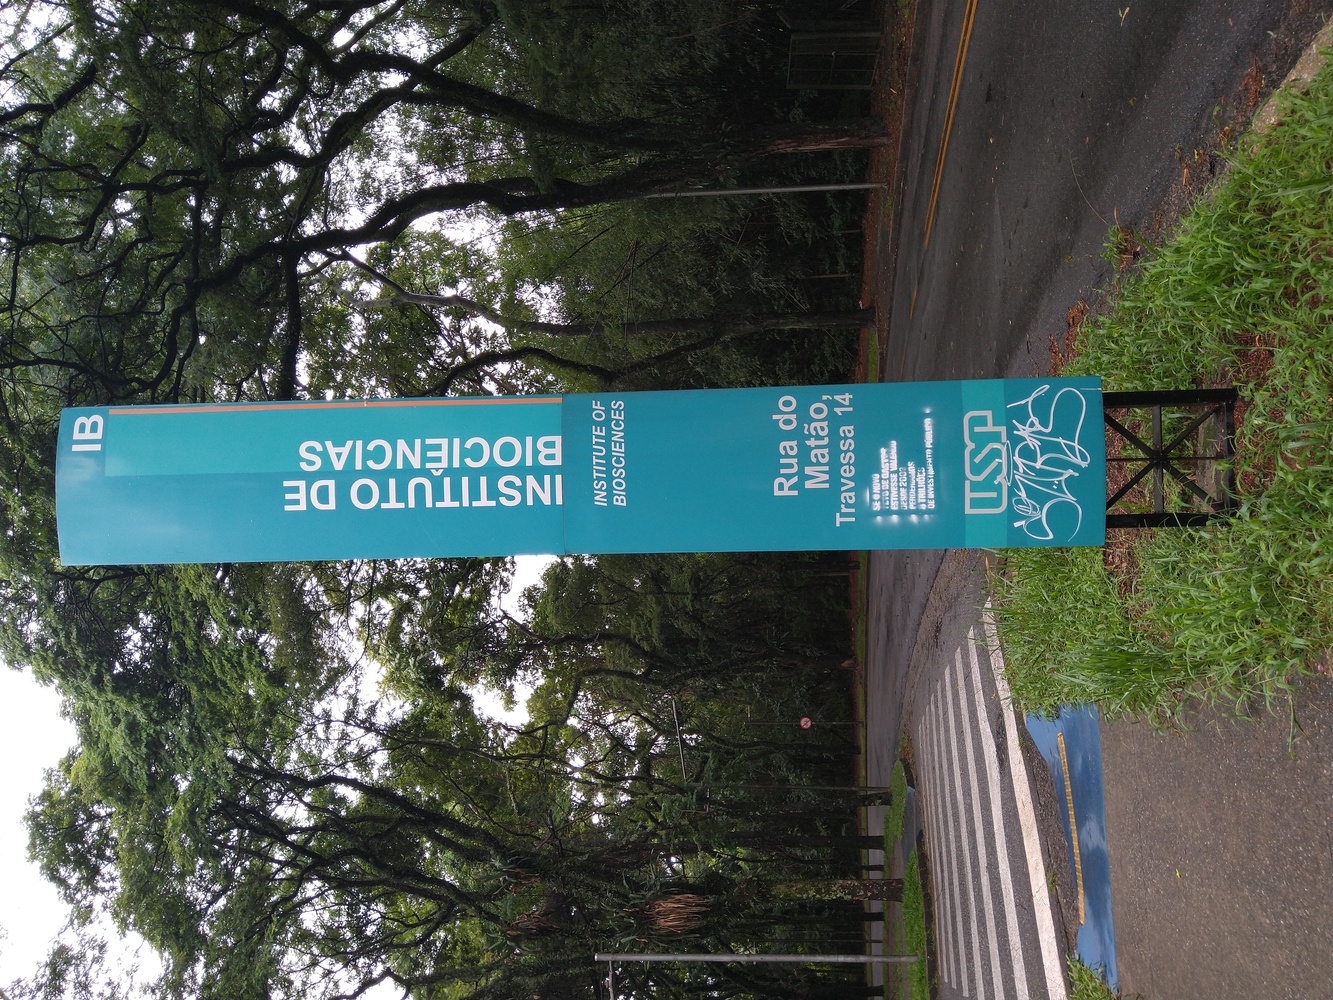 IB
INSTITUTO DE
BIOCIÊNCIAS
INSTITUTE OF
BIOSCIENCES
Rua do
Matão,
Travessa 14
SE O NOVO
TETO DE GASTOS
ESTIVESSE VALENDO
DESDE 2003
PERDERÍAMOS
TRILHÕES
DE INVESTIMENTO PÚBLICO
USP